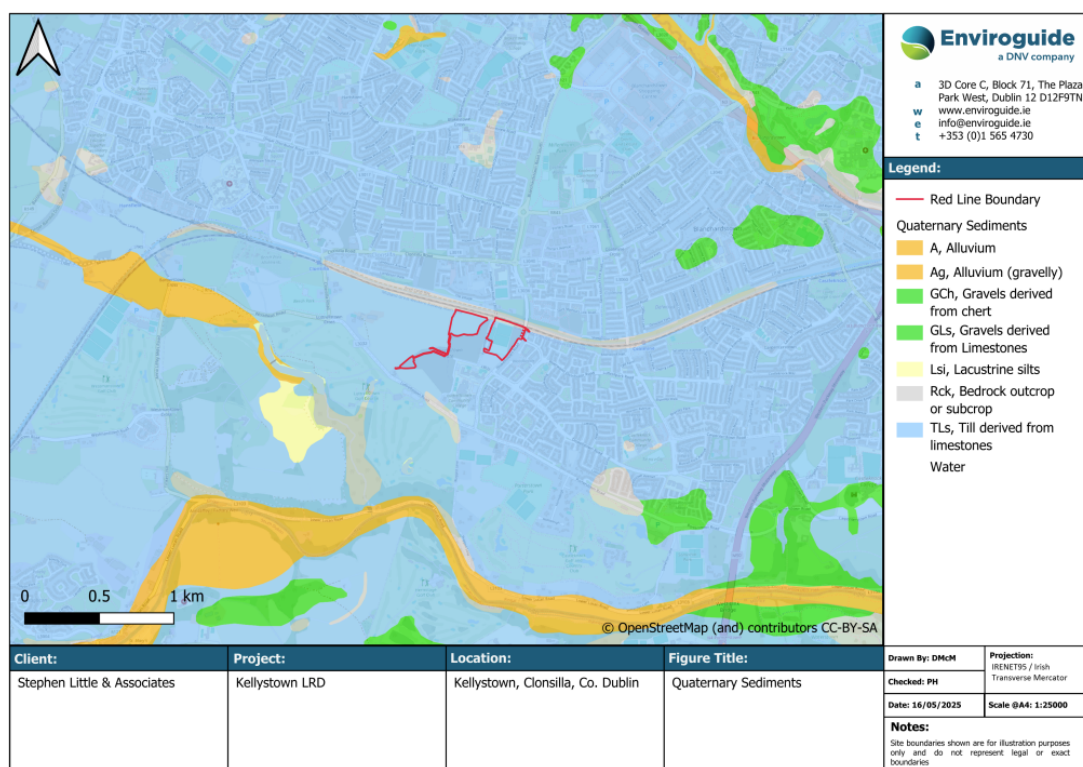 Enviroguide
a DNV company
a 3D Core C, Block 71, The Plaza
Park West, Dublin 12 D12F9TN
w www.enviroguide.ie
e info@enviroguide.ie
t +353 (0)1 565 4730
Legend:
Red Line Boundary
Quaternary Sediments
A, Alluvium
Ag, Alluvium (gravelly)
GCh, Gravels derived
from chert
GLs, Gravels derived
from Limestones
Lsi, Lacustrine silts
Rck, Bedrock outcrop
or subcrop
TLs, Till derived from
limestones
Water
0 0.5 1 km
© OpenStreetMap (and) contributors CC-BY-SA
Client:
Stephen Little & Associates
Project:
Kellystown LRD
Location:
Kellystown, Clonsilla, Co. Dublin
Figure Title:
Quaternary Sediments
Drawn By: DMcM
Projection:
IRENET95 / Irish
Transverse Mercator
Checked: PH
Date: 16/05/2025
Scale @A4: 1:25000
Notes:
Site boundaries shown are for illustration purposes
only and do not represent legal or exact
boundaries